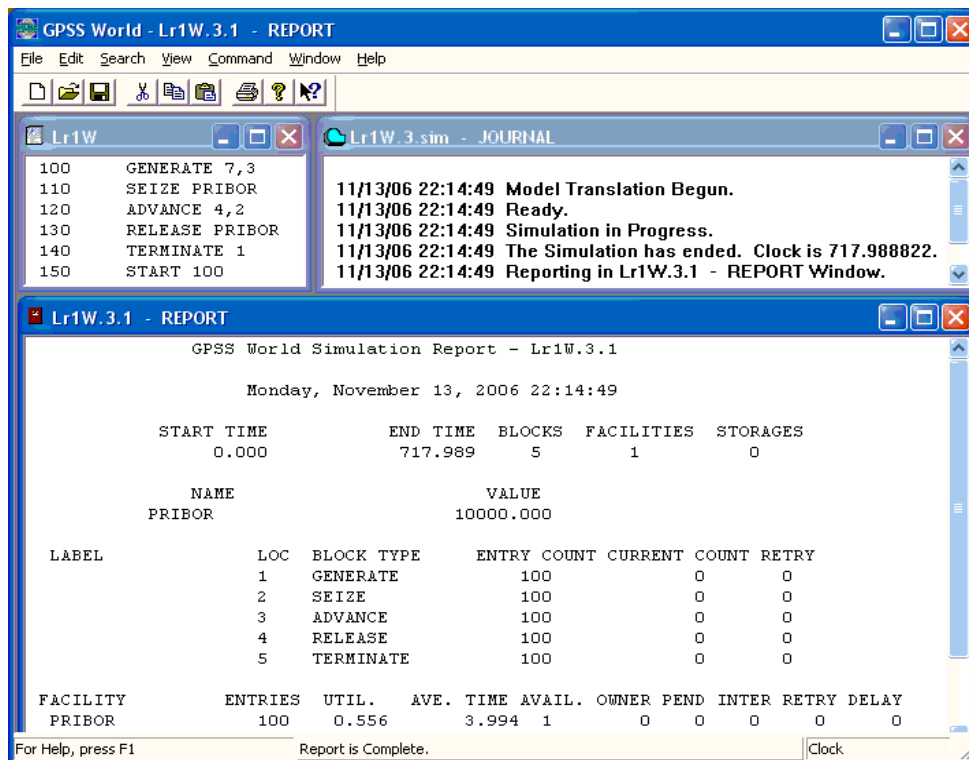 GPSS World - Lr1W.3.1 - REPORT
File Edit Search View Command Window Help
Lr1W
100 GENERATE 7,3
110 SEIZE PRIBOR
120 ADVANCE 4,2
130 RELEASE PRIBOR
140 TERMINATE 1
150 START 100
Lr1W.3.sim - JOURNAL
11/13/06 22:14:49 Model Translation Begun.
11/13/06 22:14:49 Ready.
11/13/06 22:14:49 Simulation in Progress.
11/13/06 22:14:49 The Simulation has ended. Clock is 717.988822.
11/13/06 22:14:49 Reporting in Lr1W.3.1 - REPORT Window.
Lr1W.3.1 - REPORT
GPSS World Simulation Report - Lr1W.3.1
Monday, November 13, 2006 22:14:49
START TIME END TIME BLOCKS FACILITIES STORAGES
0.000 717.989 5 1 0
NAME VALUE
PRIBOR 10000.000
LABEL LOC BLOCK TYPE ENTRY COUNT CURRENT COUNT RETRY
1 GENERATE 100 0 0
2 SEIZE 100 0 0
3 ADVANCE 100 0 0
4 RELEASE 100 0 0
5 TERMINATE 100 0 0
FACILITY ENTRIES UTIL. AVE. TIME AVAIL. OWNER PEND INTER RETRY DELAY
PRIBOR 100 0.556 3.994 1 0 0 0 0 0
For Help, press F1 Report is Complete. Clock